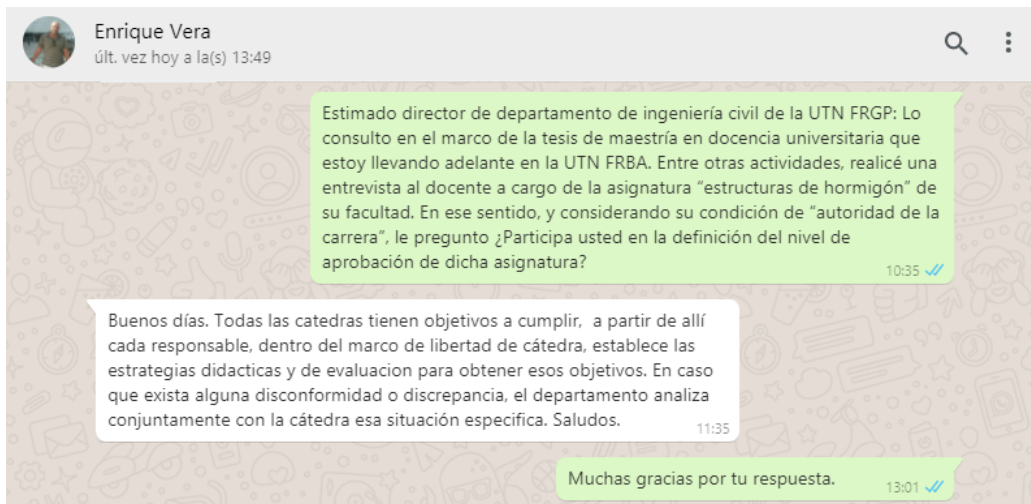 Enrique Vera
últ. vez hoy a la(s) 13:49
Estimado director de departamento de ingeniería civil de la UTN FRGP: Lo
consulto en el marco de la tesis de maestría en docencia universitaria que
estoy llevando adelante en la UTN FRBA. Entre otras actividades, realicé una
entrevista al docente a cargo de la asignatura “estructuras de hormigón” de
su facultad. En ese sentido, y considerando su condición de “autoridad de la
carrera”, le pregunto ¿Participa usted en la definición del nivel de
aprobación de dicha asignatura?
10:35
Buenos días. Todas las catedras tienen objetivos a cumplir, a partir de allí
cada responsable, dentro del marco de libertad de cátedra, establece las
estrategias didacticas y de evaluacion para obtener esos objetivos. En caso
que exista alguna disconformidad o discrepancia, el departamento analiza
conjuntamente con la cátedra esa situación especifica. Saludos.
11:35
Muchas gracias por tu respuesta.
13:01